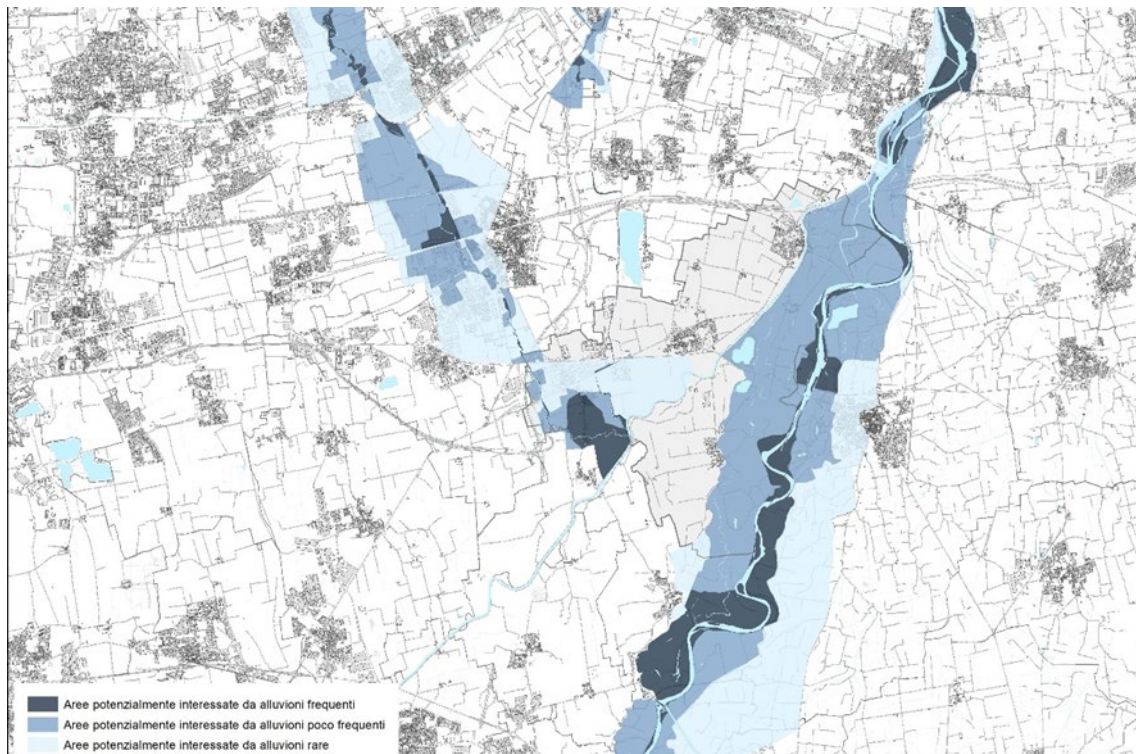 Aree potenzialmente interessate da alluvioni frequenti
Aree potenzialmente interessate da alluvioni poco frequenti
Aree potenzialmente interessate da alluvioni rare